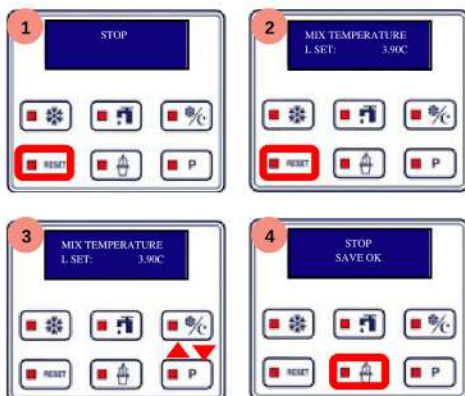 1
STOP
RESET
P
2
MIX TEMPERATURE
L SET: 3.90C
RESET
P
3
MIX TEMPERATURE
L SET: 3.90C
RESET
P
4
STOP
SAVE OK
RESET
P